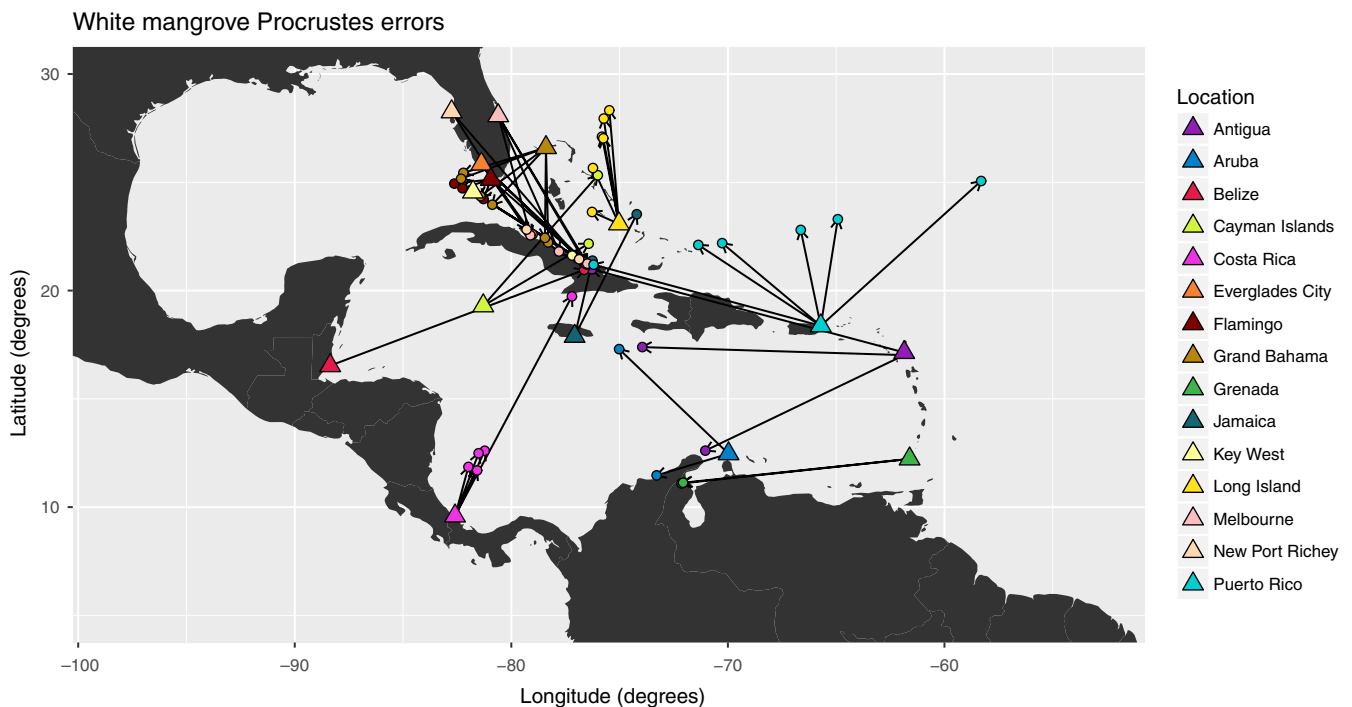 White mangrove Procrustes errors
30
20
10
Latitude (degrees)
−100
−90
−80
−70
−60
Longitude (degrees)
Location
Antigua
Aruba
Belize
Cayman Islands
Costa Rica
Everglades City
Flamingo
Grand Bahama
Grenada
Jamaica
Key West
Long Island
Melbourne
New Port Richey
Puerto Rico